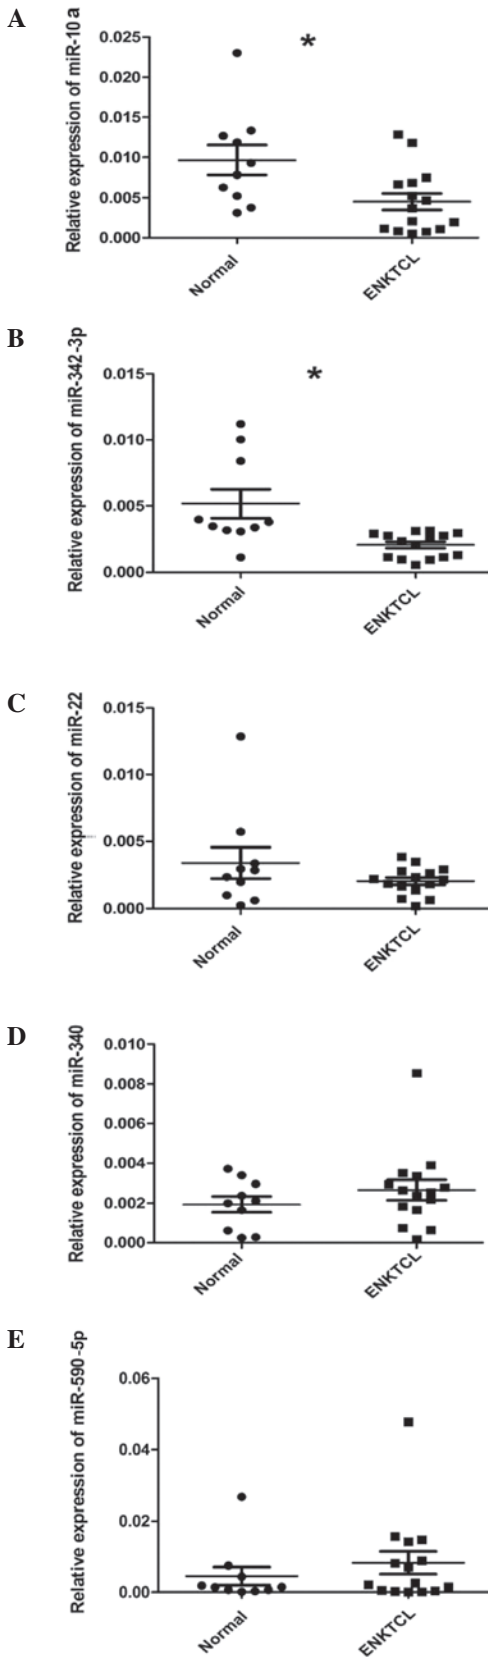 A
Relative expression of miR-10 a
0.025
0.020
0.015
0.010
0.005
0.000
*
Normal
ENKTCL
B
Relative expression of miR-342-3p
0.015
0.010
0.005
0.000
*
Normal
ENKTCL
C
Relative expression of miR-22
0.015
0.010
0.005
0.000
Normal
ENKTCL
D
Relative expression of miR-340
0.010
0.008
0.006
0.004
0.002
0.000
Normal
ENKTCL
E
Relative expression of miR-590-5p
0.06
0.04
0.02
0.00
Normal
ENKTCL